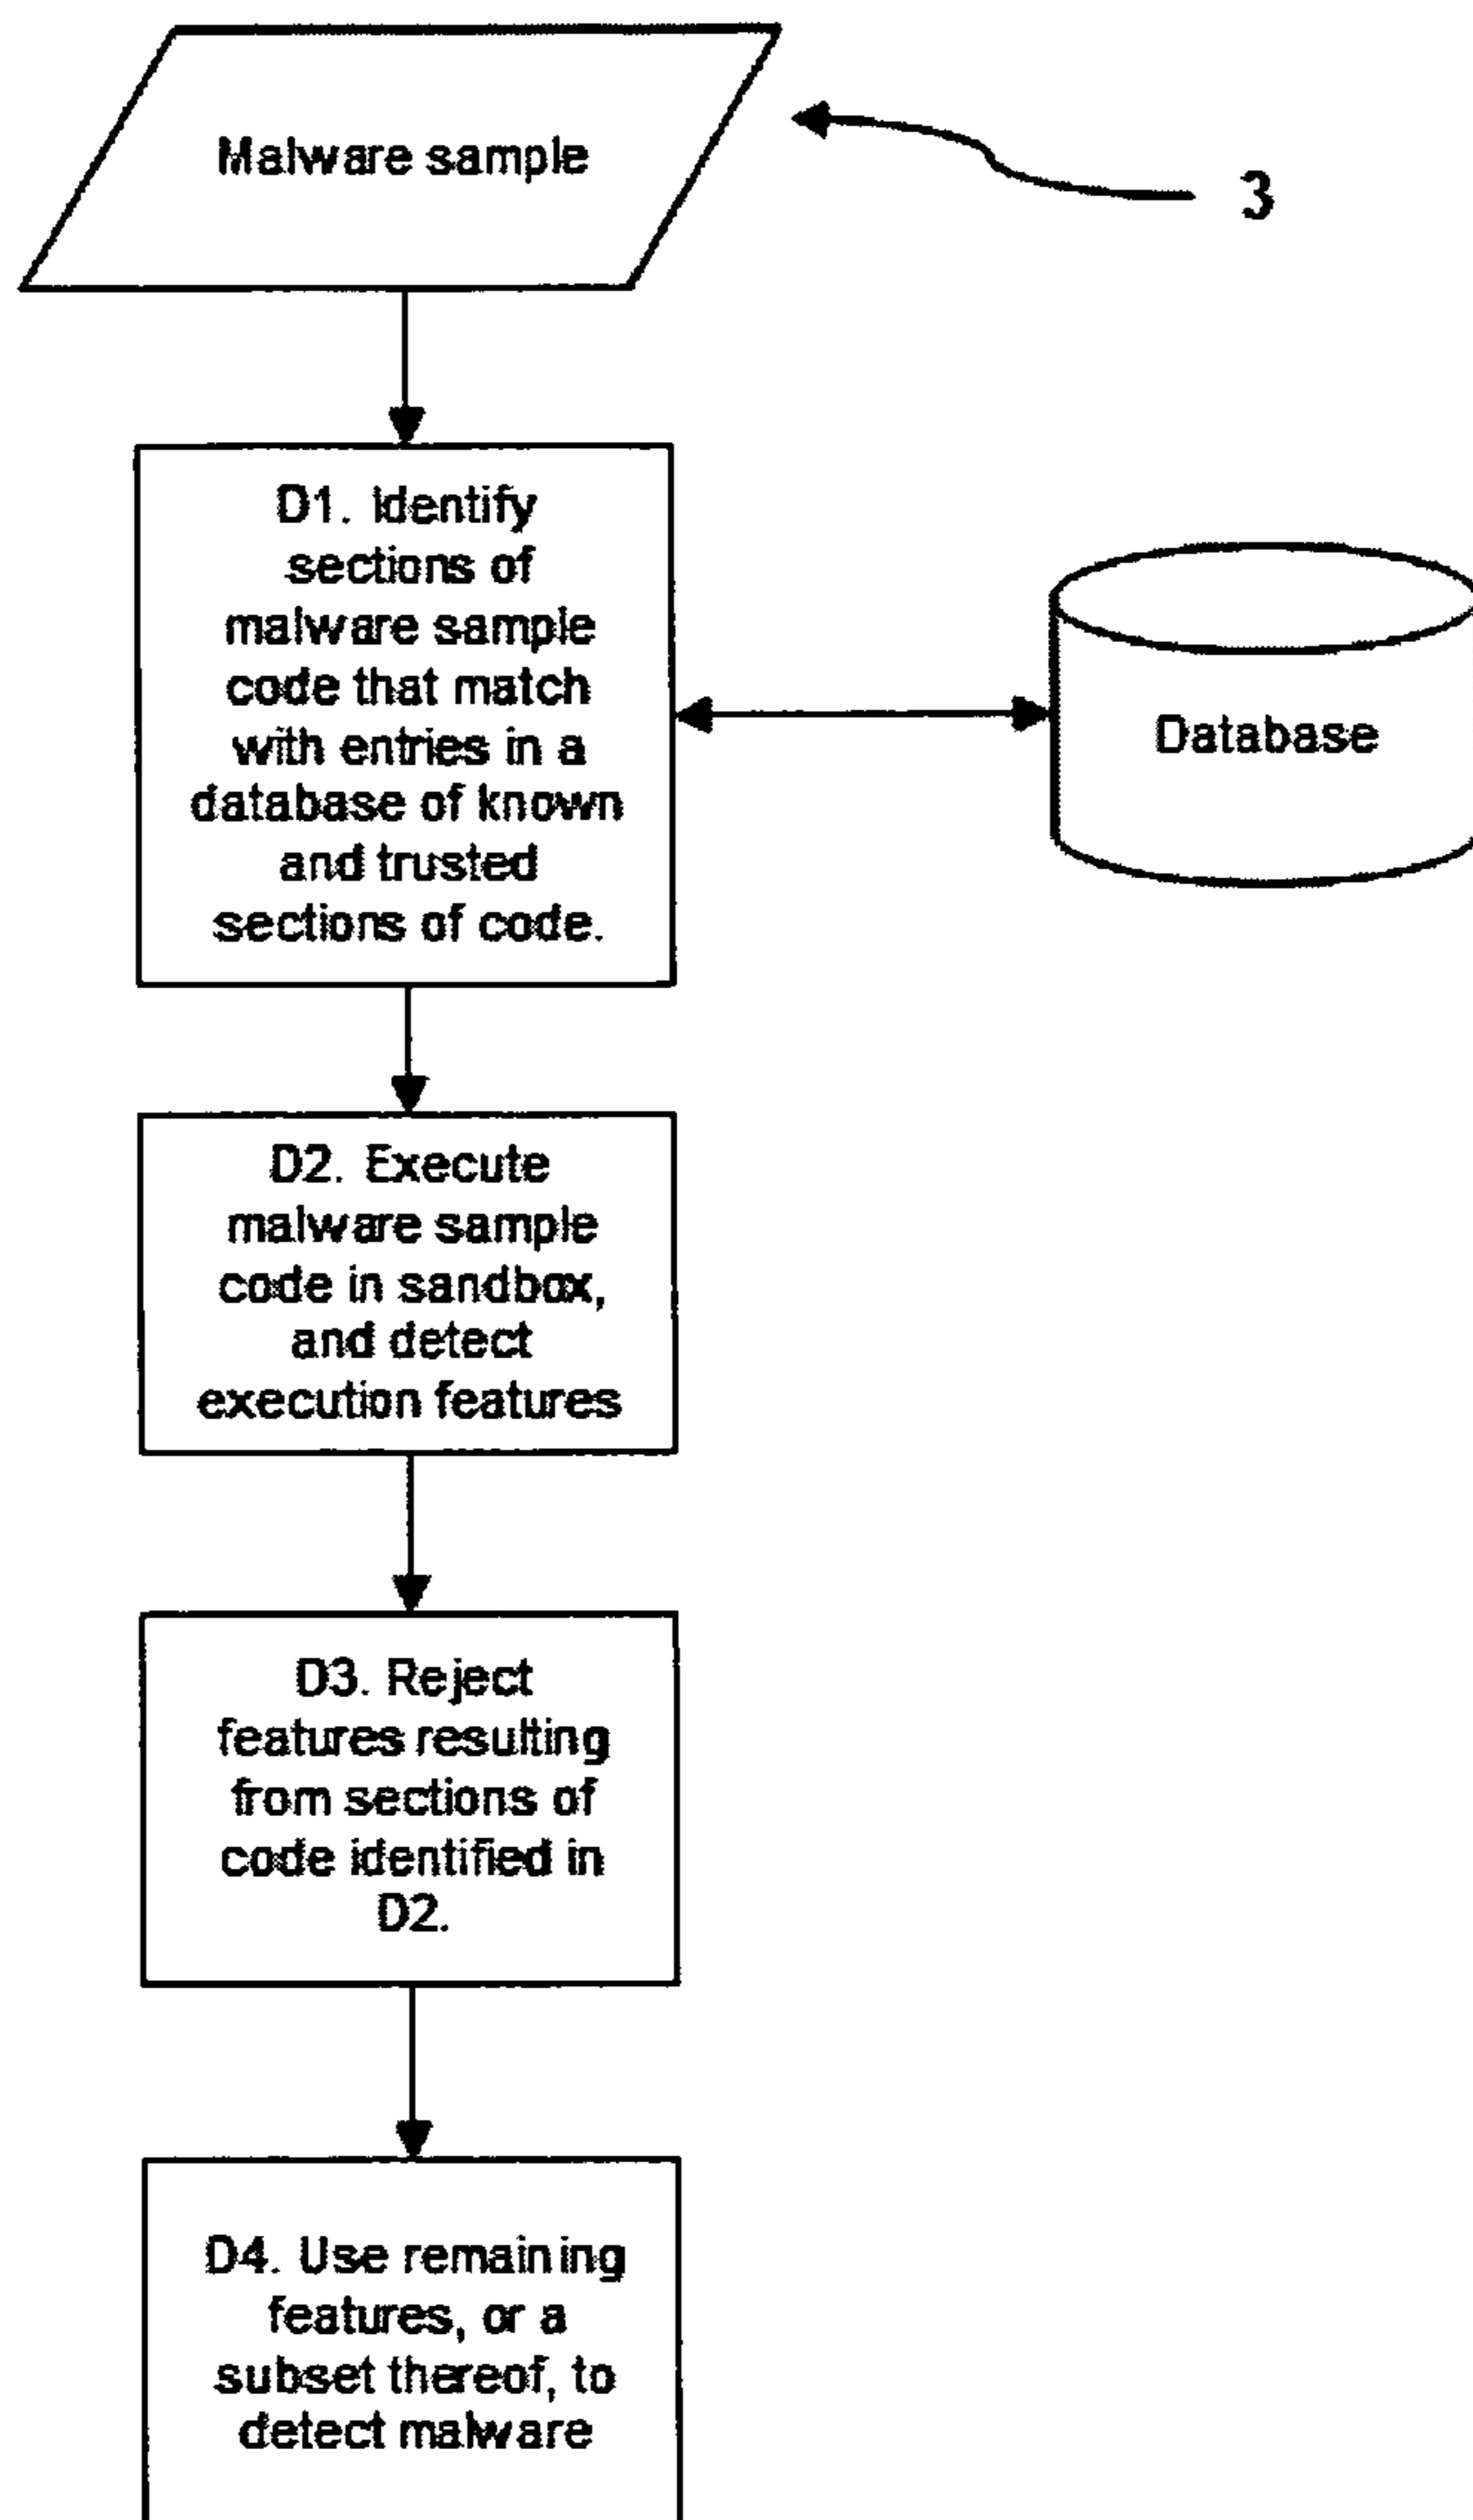 Malware sample
3
D1. Identify
sections of
malware sample
code that match
with entries in a
database of known
and trusted
sections of code.
Database
D2. Execute
malware sample
code in sandbox,
and detect
execution features
D3. Reject
features resulting
from sections of
code identified in
D2.
D4. Use remaining
features, or a
subset thereof, to
detect malware